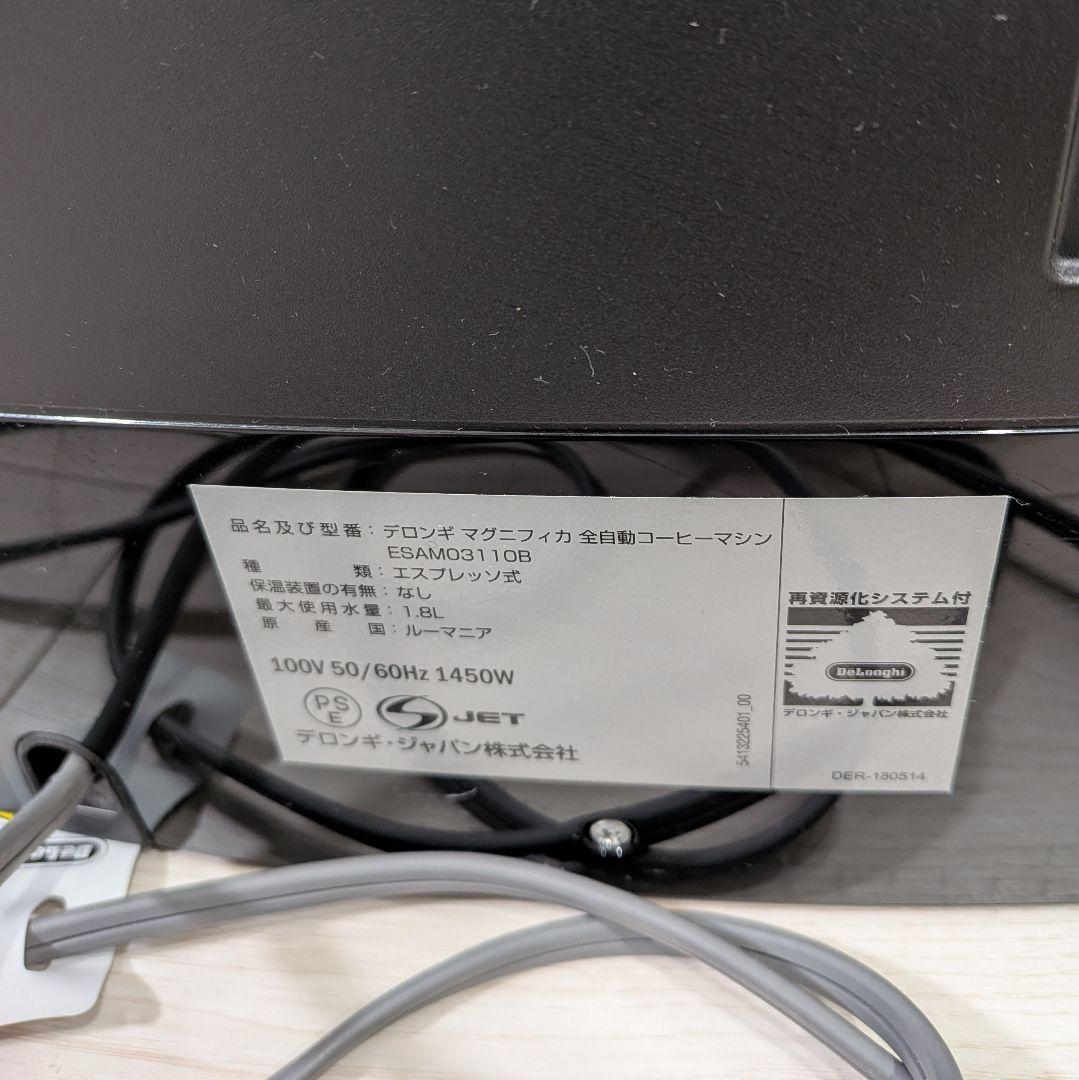 品名及び型番：デロンギ マグニフィカ 全自動コーヒーマシン
ESAM03110B
種類：エスプレッソ式
保温装置の有無：なし
最大使用水量：1.8L
原産国：ルーマニア
100V 50/60Hz 1450W
PS
E
JET
デロンギ・ジャパン株式会社
5413225401_00
再資源化システム付
DeLonghi
デロンギ・ジャパン株式会社
DER-180514
DeLon